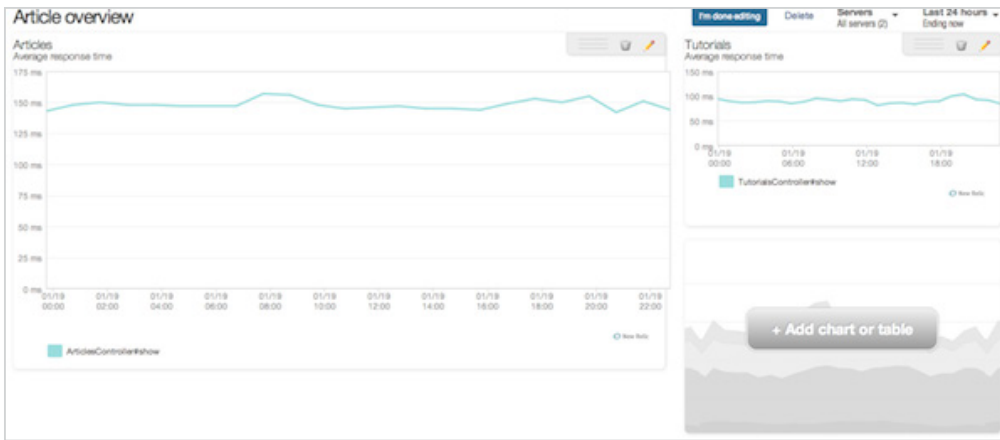 Article overview
I'm done editing
Delete
Servers
All servers (2)
Last 24 hours
Ending now
Articles
Average response time
175 ms
150 ms
125 ms
100 ms
75 ms
50 ms
25 ms
0 ms
01/19 01/19 01/19 01/19 01/19 01/19 01/19 01/19 01/19 01/19 01/19 01/19
00:00 02:00 04:00 06:00 08:00 10:00 12:00 14:00 16:00 18:00 20:00 22:00
New Relic
ArticlesController#show
Tutorials
Average response time
150 ms
100 ms
50 ms
0 ms
01/19 01/19 01/19 01/19
00:00 06:00 12:00 18:00
TutorialsController#show
New Relic
+ Add chart or table